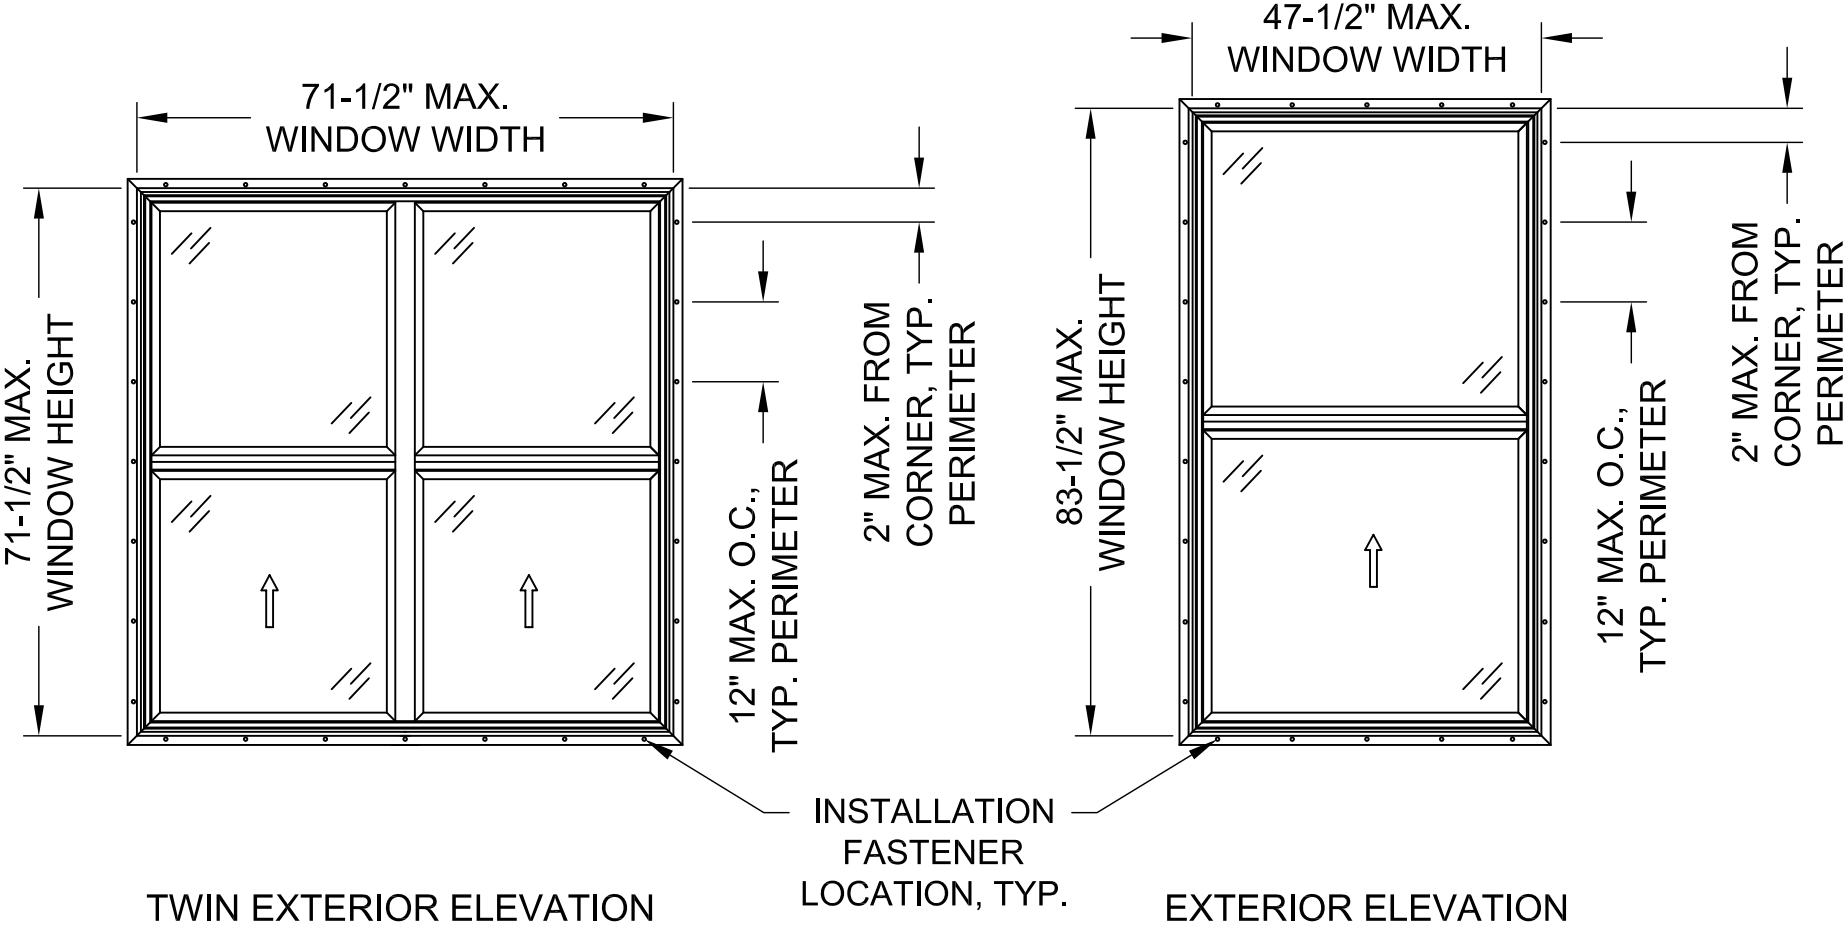 71-1/2" MAX.
WINDOW WIDTH
71-1/2" MAX.
WINDOW HEIGHT
12" MAX. O.C.,
TYP. PERIMETER
2" MAX. FROM
CORNER, TYP.
PERIMETER
47-1/2" MAX.
WINDOW WIDTH
83-1/2" MAX.
WINDOW HEIGHT
12" MAX. O.C.,
TYP. PERIMETER
2" MAX. FROM
CORNER, TYP.
PERIMETER
INSTALLATION
FASTENER
LOCATION, TYP.
TWIN EXTERIOR ELEVATION
EXTERIOR ELEVATION